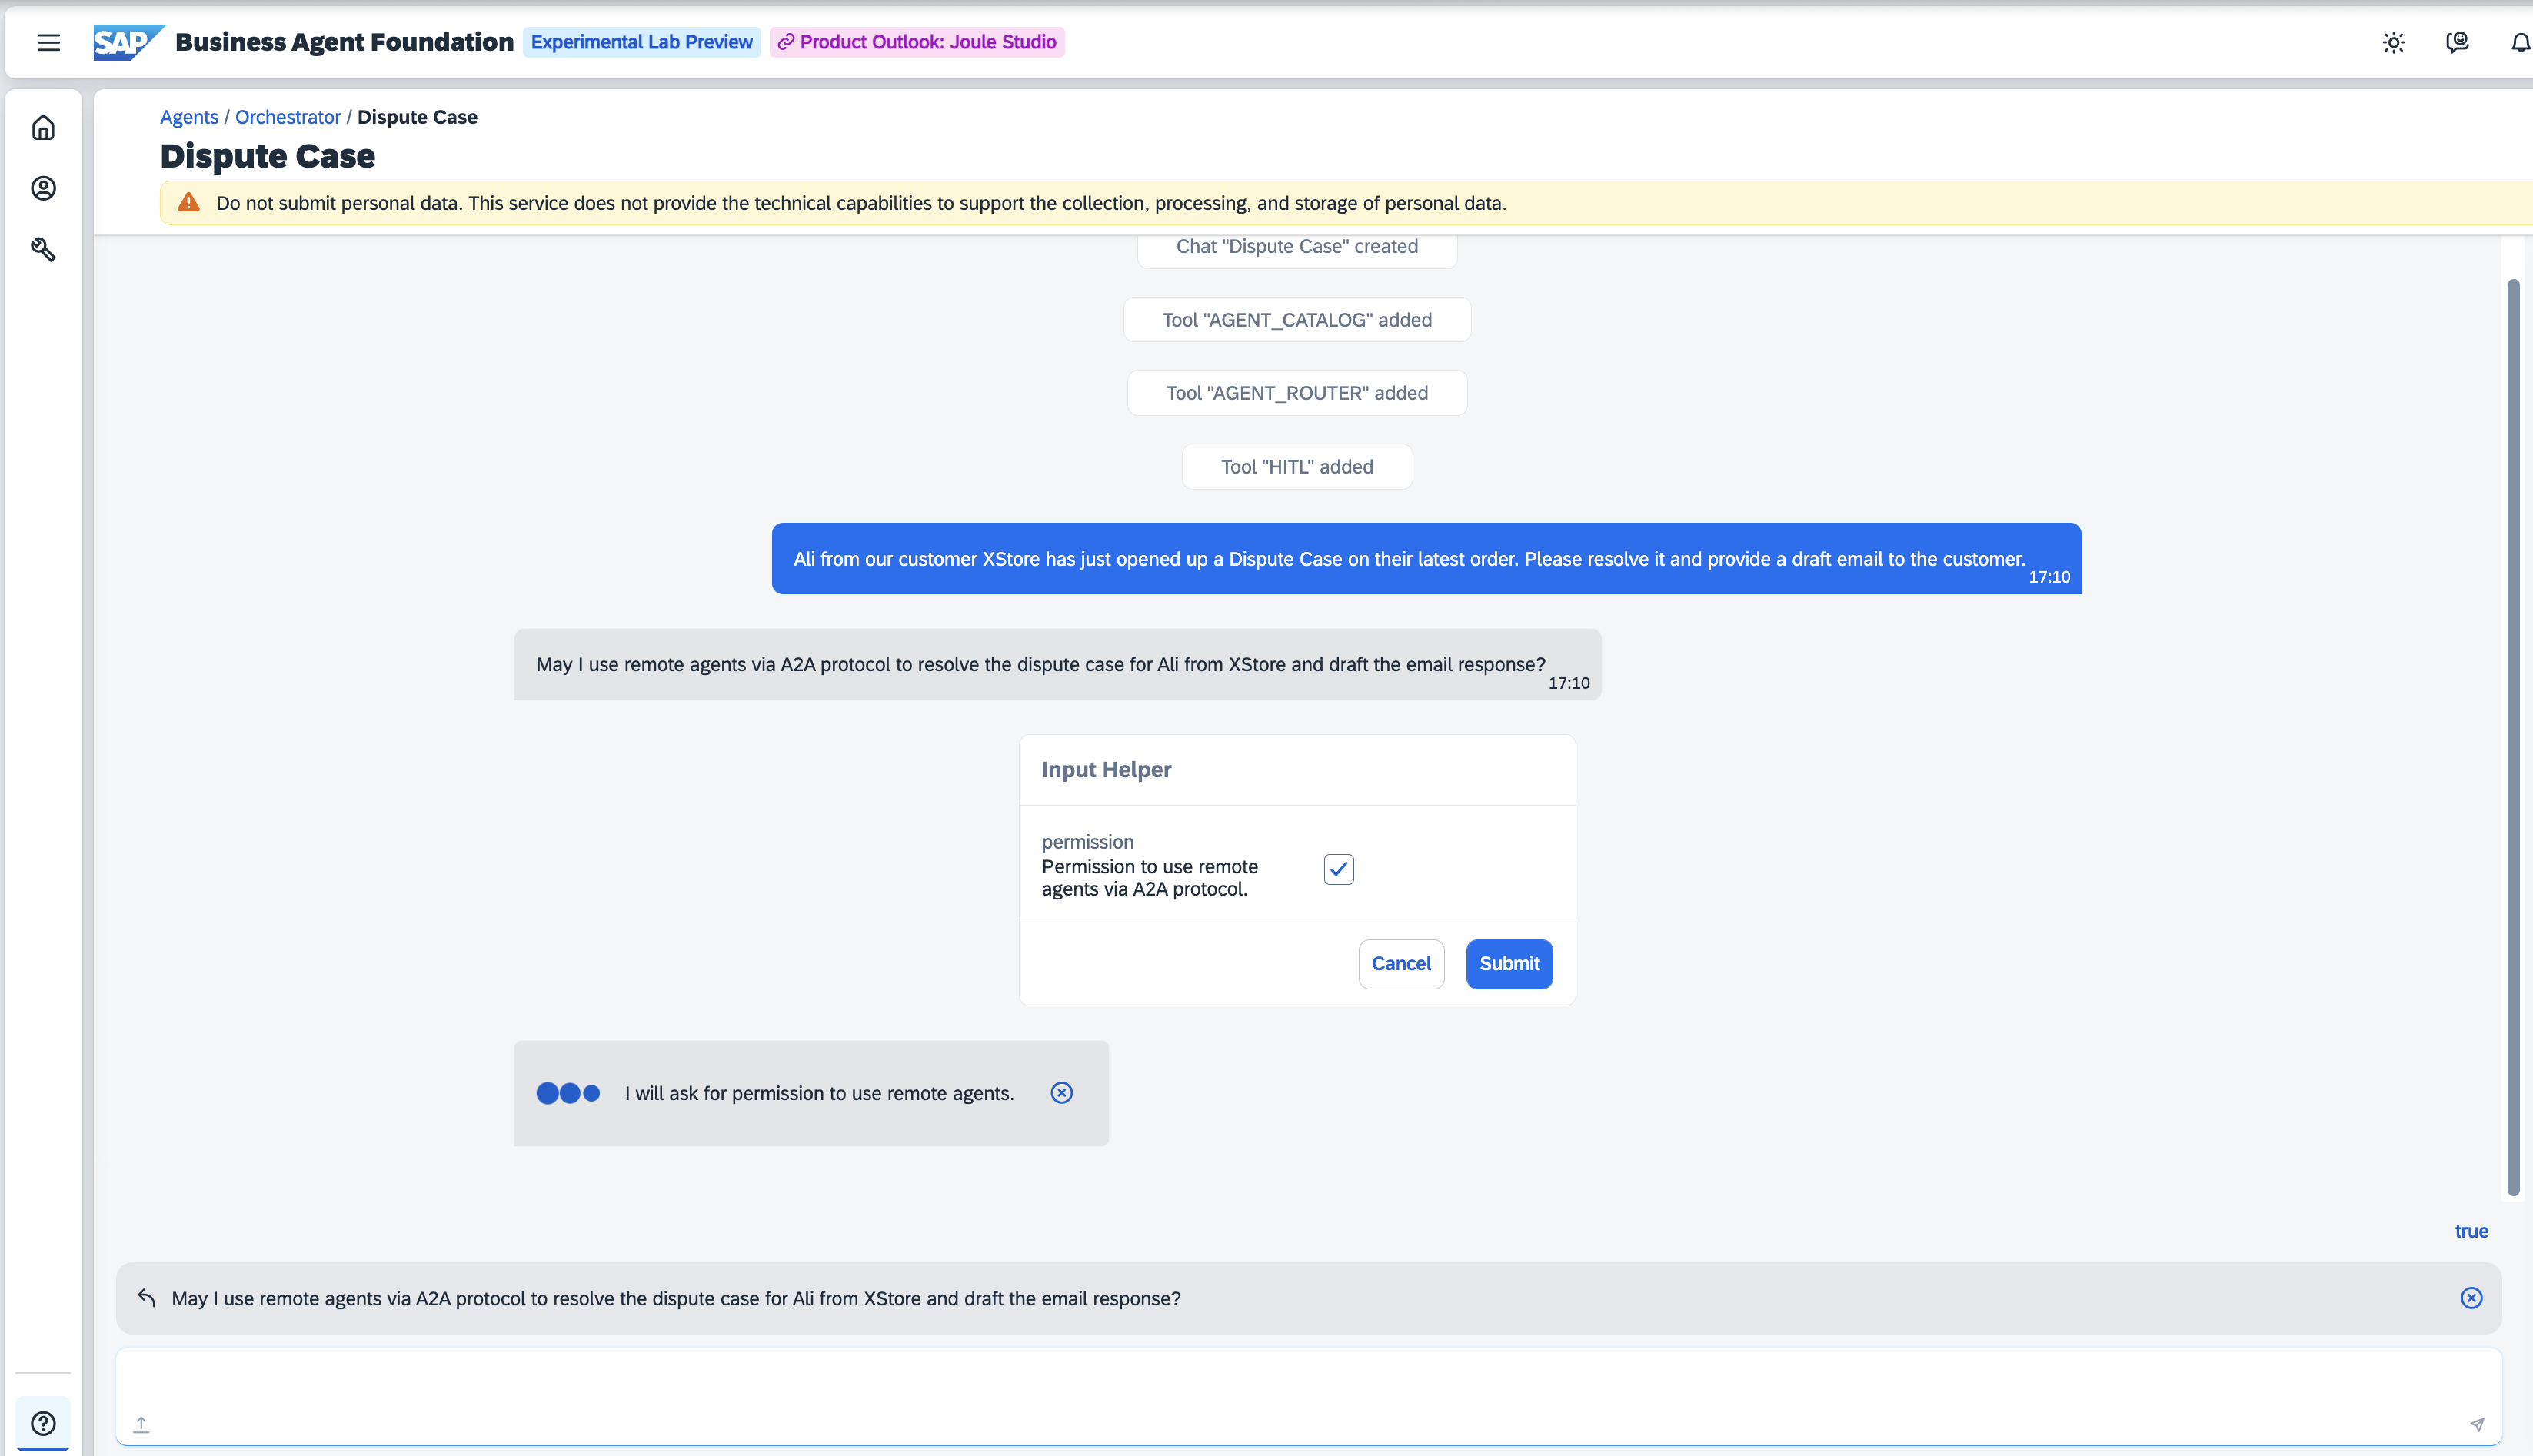 SAP Business Agent Foundation Experimental Lab Preview Product Outlook: Joule Studio
Agents / Orchestrator / Dispute Case
Dispute Case
Do not submit personal data. This service does not provide the technical capabilities to support the collection, processing, and storage of personal data.
Chat "Dispute Case" created
Tool "AGENT_CATALOG" added
Tool "AGENT_ROUTER" added
Tool "HITL" added
Ali from our customer XStore has just opened up a Dispute Case on their latest order. Please resolve it and provide a draft email to the customer.
17:10
May I use remote agents via A2A protocol to resolve the dispute case for Ali from XStore and draft the email response?
17:10
Input Helper
permission
Permission to use remote
agents via A2A protocol.
Cancel Submit
I will ask for permission to use remote agents.
true
May I use remote agents via A2A protocol to resolve the dispute case for Ali from XStore and draft the email response?